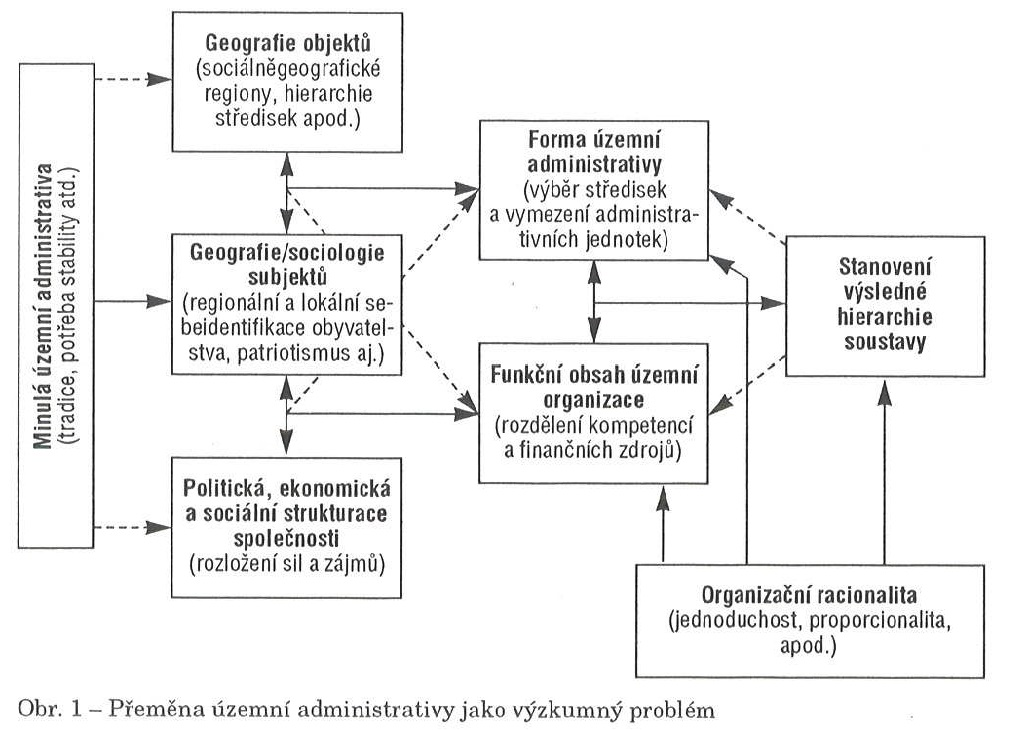 Minulá územní administrativa
(tradice, potřeba stability atd.)
Geografie objektů
(sociálněgeografické
regiony, hierarchie
středisek apod.)
Geografie/sociologie
subjektů
(regionální a lokální se-
beidentifikace obyvatel-
stva, patriotismus aj.)
Politická, ekonomická
a sociální strukturace
společnosti
(rozložení sil a zájmů)
Forma územní
administrativy
(výběr středisek
a vymezení administra-
tivních jednotek)
Funkční obsah územní
organizace
(rozdělení kompetencí
a finančních zdrojů)
Stanovení
výsledné
hierarchie
soustavy
Organizační racionalita
(jednoduchost, proporcionalita,
apod.)
Obr. 1 – Přeměna územní administrativy jako výzkumný problém